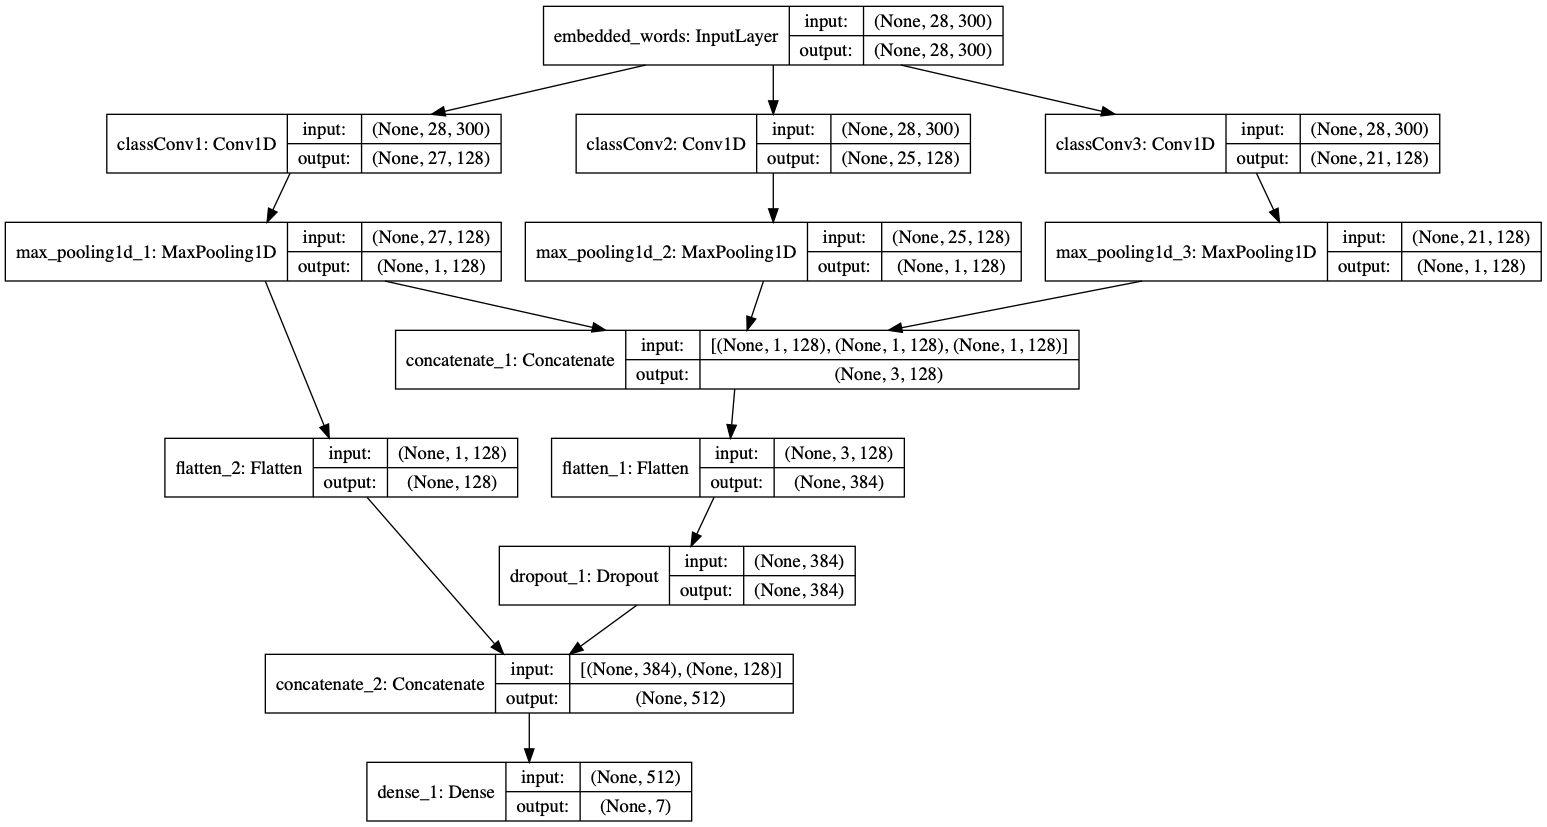 embedded_words: InputLayer
input: (None, 28, 300)
output: (None, 28, 300)
classConv1: Conv1D
input: (None, 28, 300)
output: (None, 27, 128)
classConv2: Conv1D
input: (None, 28, 300)
output: (None, 25, 128)
classConv3: Conv1D
input: (None, 28, 300)
output: (None, 21, 128)
max_pooling1d_1: MaxPooling1D
input: (None, 27, 128)
output: (None, 1, 128)
max_pooling1d_2: MaxPooling1D
input: (None, 25, 128)
output: (None, 1, 128)
max_pooling1d_3: MaxPooling1D
input: (None, 21, 128)
output: (None, 1, 128)
concatenate_1: Concatenate
input: [(None, 1, 128), (None, 1, 128), (None, 1, 128)]
output: (None, 3, 128)
flatten_2: Flatten
input: (None, 1, 128)
output: (None, 128)
flatten_1: Flatten
input: (None, 3, 128)
output: (None, 384)
dropout_1: Dropout
input: (None, 384)
output: (None, 384)
concatenate_2: Concatenate
input: [(None, 384), (None, 128)]
output: (None, 512)
dense_1: Dense
input: (None, 512)
output: (None, 7)